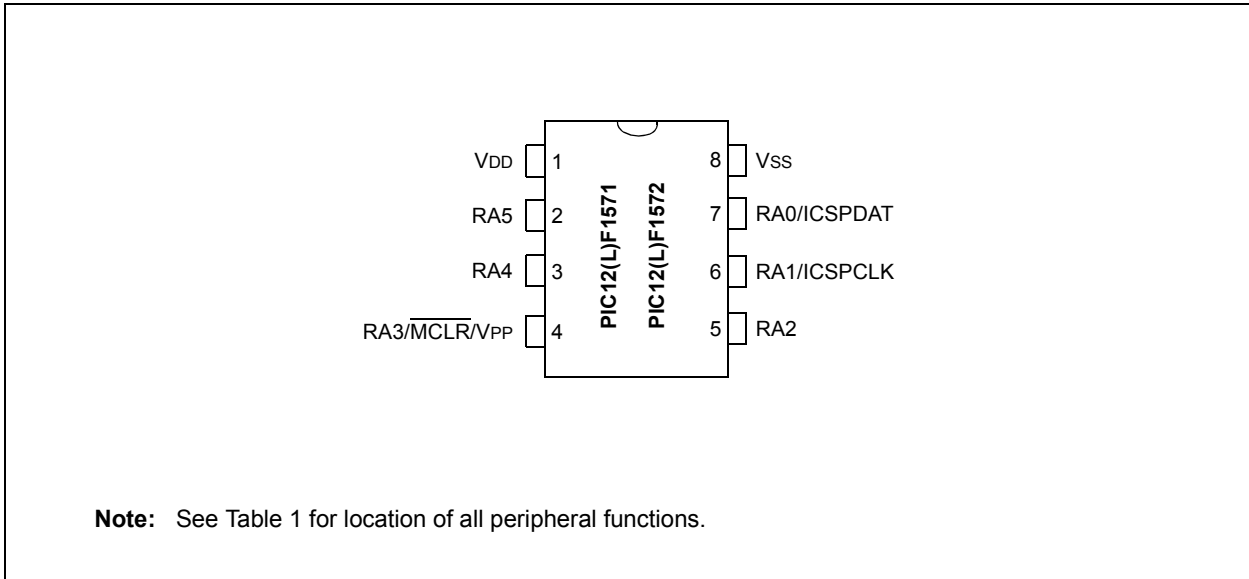 VDD 1 8 VSS
RA5 2 7 RA0/ICSPDAT
RA4 3 6 RA1/ICSPCLK
RA3/MCLR/VPP 4 5 RA2
PIC12(L)F1571
PIC12(L)F1572
Note: See Table 1 for location of all peripheral functions.